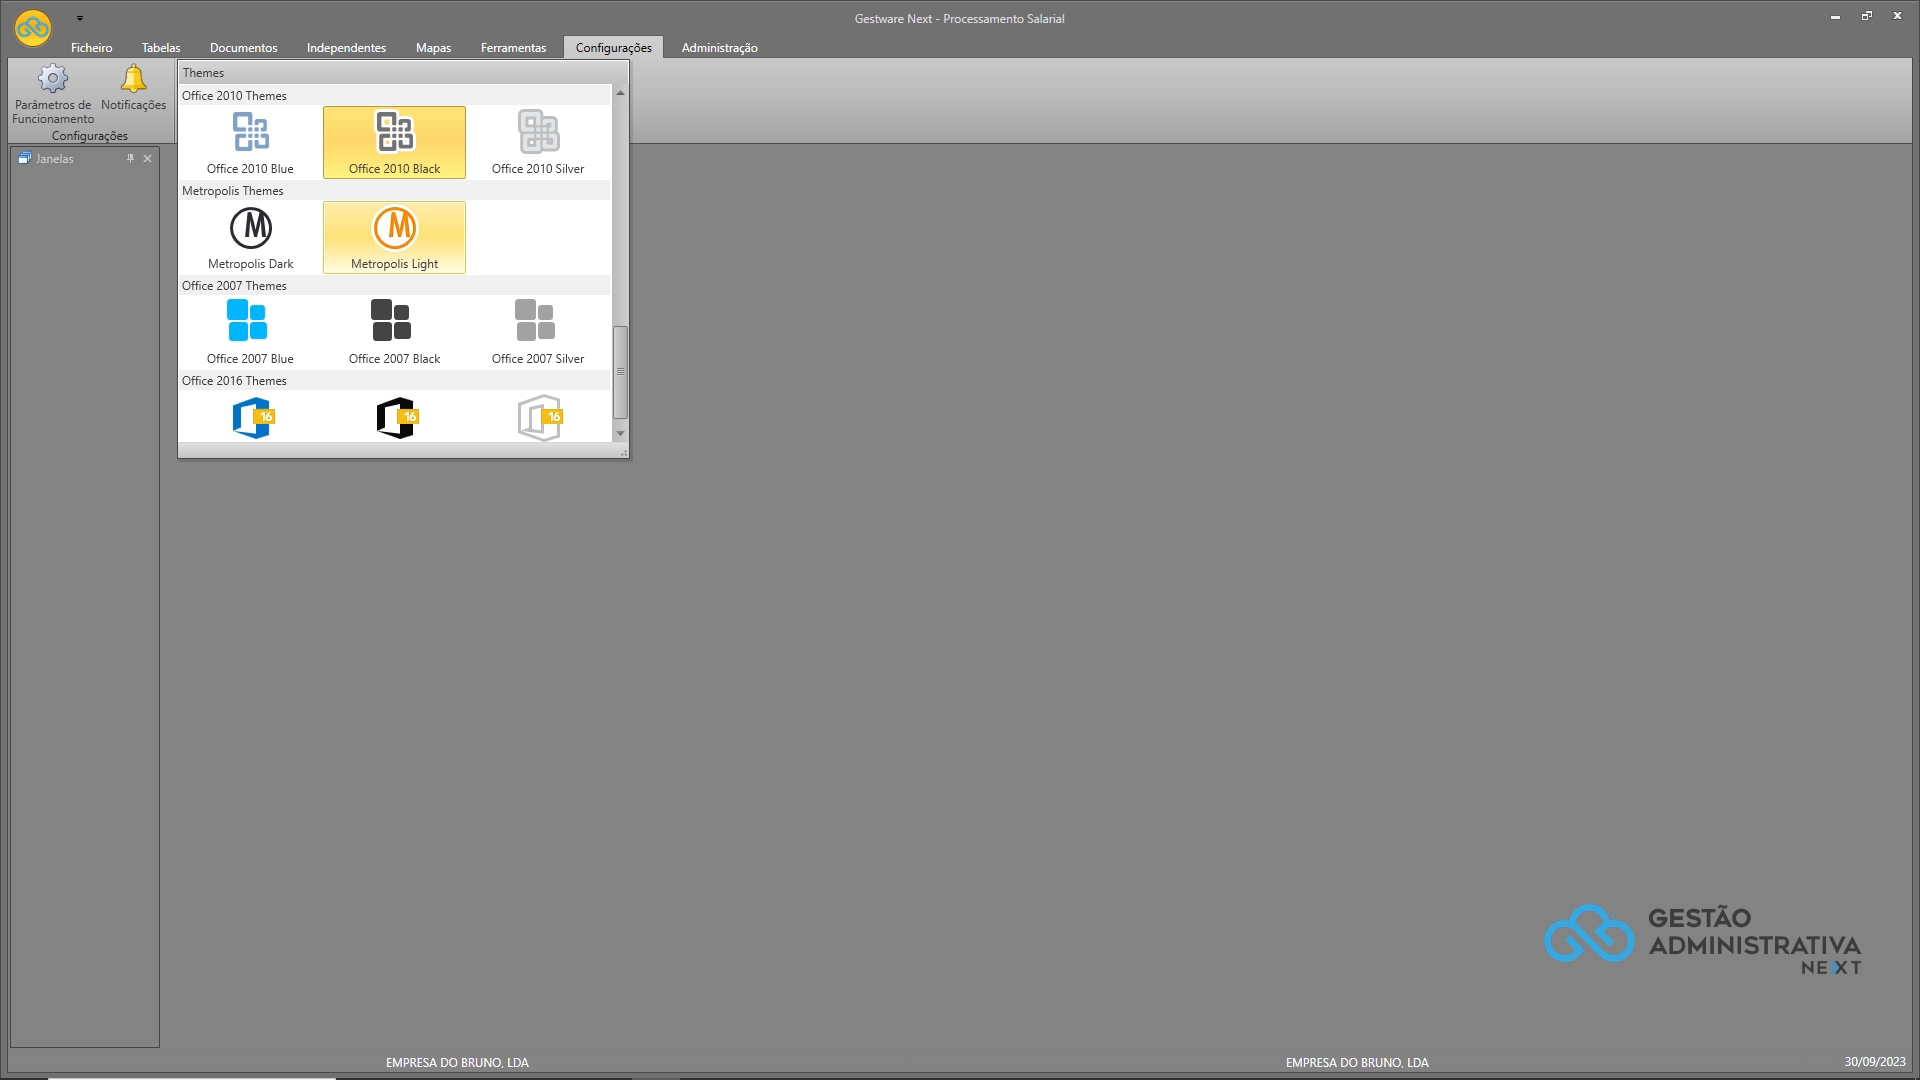 Gestware Next - Processamento Salarial
Ficheiro
Tabelas
Documentos
Independentes
Mapas
Ferramentas
Configurações
Administração
Parâmetros de
Funcionamento
Notificações
Configurações
Janelas
Themes
Office 2010 Themes
Office 2010 Blue
Office 2010 Black
Office 2010 Silver
Metropolis Themes
M
M
Metropolis Dark
Metropolis Light
Office 2007 Themes
Office 2007 Blue
Office 2007 Black
Office 2007 Silver
Office 2016 Themes
16
16
16
GESTÃO
ADMINISTRATIVA
NEXT
EMPRESA DO BRUNO, LDA
EMPRESA DO BRUNO, LDA
30/09/2023